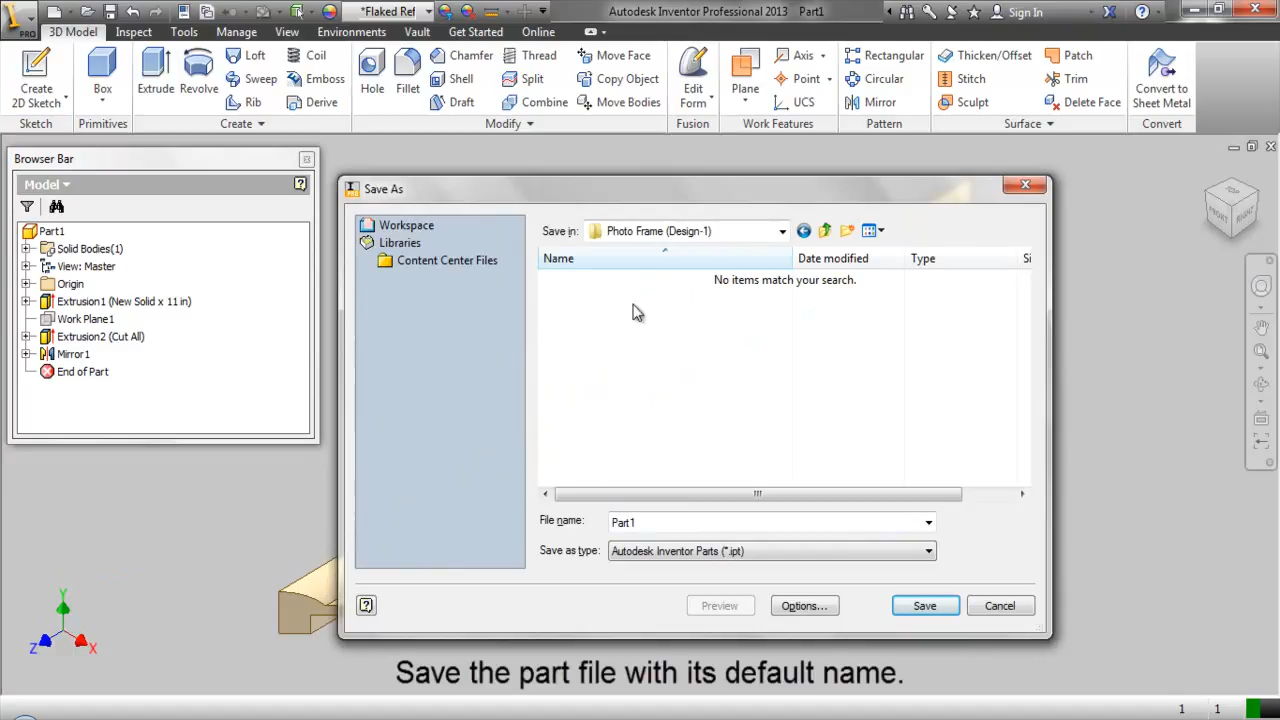 *Flaked Ref
Autodesk Inventor Professional 2013 Part1
Sign In
PRO
3D Model Inspect Tools Manage View Environments Vault Get Started Online
Create 2D Sketch
Box
Extrude
Revolve
Loft
Sweep
Rib
Coil
Emboss
Derive
Hole
Fillet
Chamfer
Shell
Draft
Thread
Split
Combine
Move Face
Copy Object
Move Bodies
Edit Form
Plane
Axis
Point
UCS
Rectangular
Circular
Mirror
Thicken/Offset
Stitch
Sculpt
Patch
Trim
Delete Face
Convert to Sheet Metal
Sketch Primitives Create Modify Fusion Work Features Pattern Surface Convert
Browser Bar
Model
Part1
Solid Bodies(1)
View: Master
Origin
Extrusion1 (New Solid x 11 in)
Work Plane1
Extrusion2 (Cut All)
Mirror1
End of Part
Save As
Workspace
Libraries
Content Center Files
Save in: Photo Frame (Design-1)
Name Date modified Type Si
No items match your search.
File name: Part1
Save as type: Autodesk Inventor Parts (*.ipt)
Preview Options... Save Cancel
FRONT
RIGHT
Y
Z
X
Save the part file with its default name.
1 1